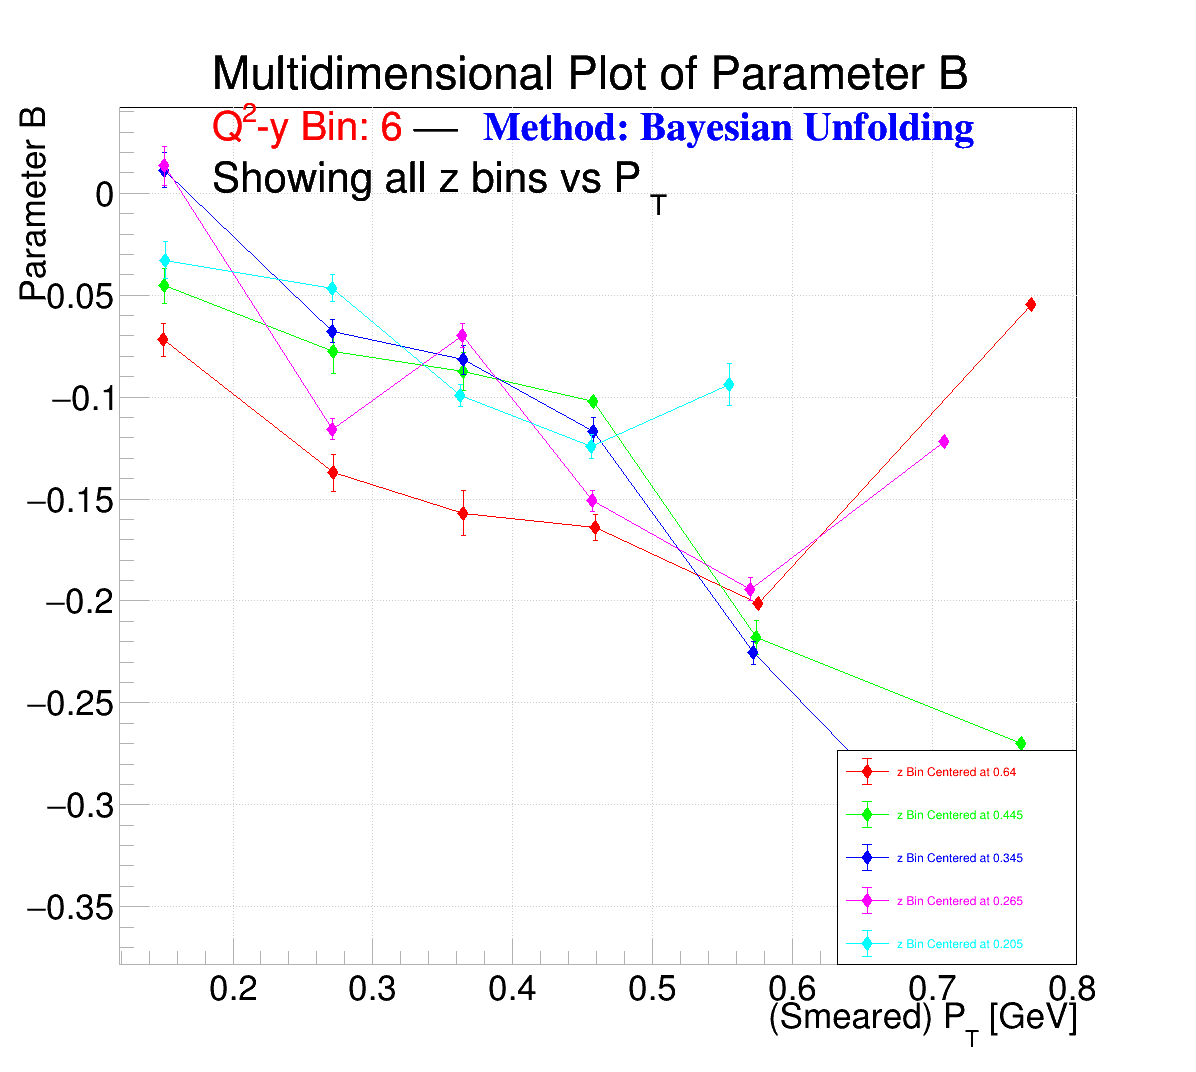 Multidimensional Plot of Parameter B
Q²-y Bin: 6 — Method: Bayesian Unfolding
Showing all z bins vs P_T
Parameter B
0
−0.05
−0.1
−0.15
−0.2
−0.25
−0.3
−0.35
z Bin Centered at 0.64
z Bin Centered at 0.445
z Bin Centered at 0.345
z Bin Centered at 0.265
z Bin Centered at 0.205
0.2 0.3 0.4 0.5 0.6 0.7 0.8
(Smeared) P_T [GeV]